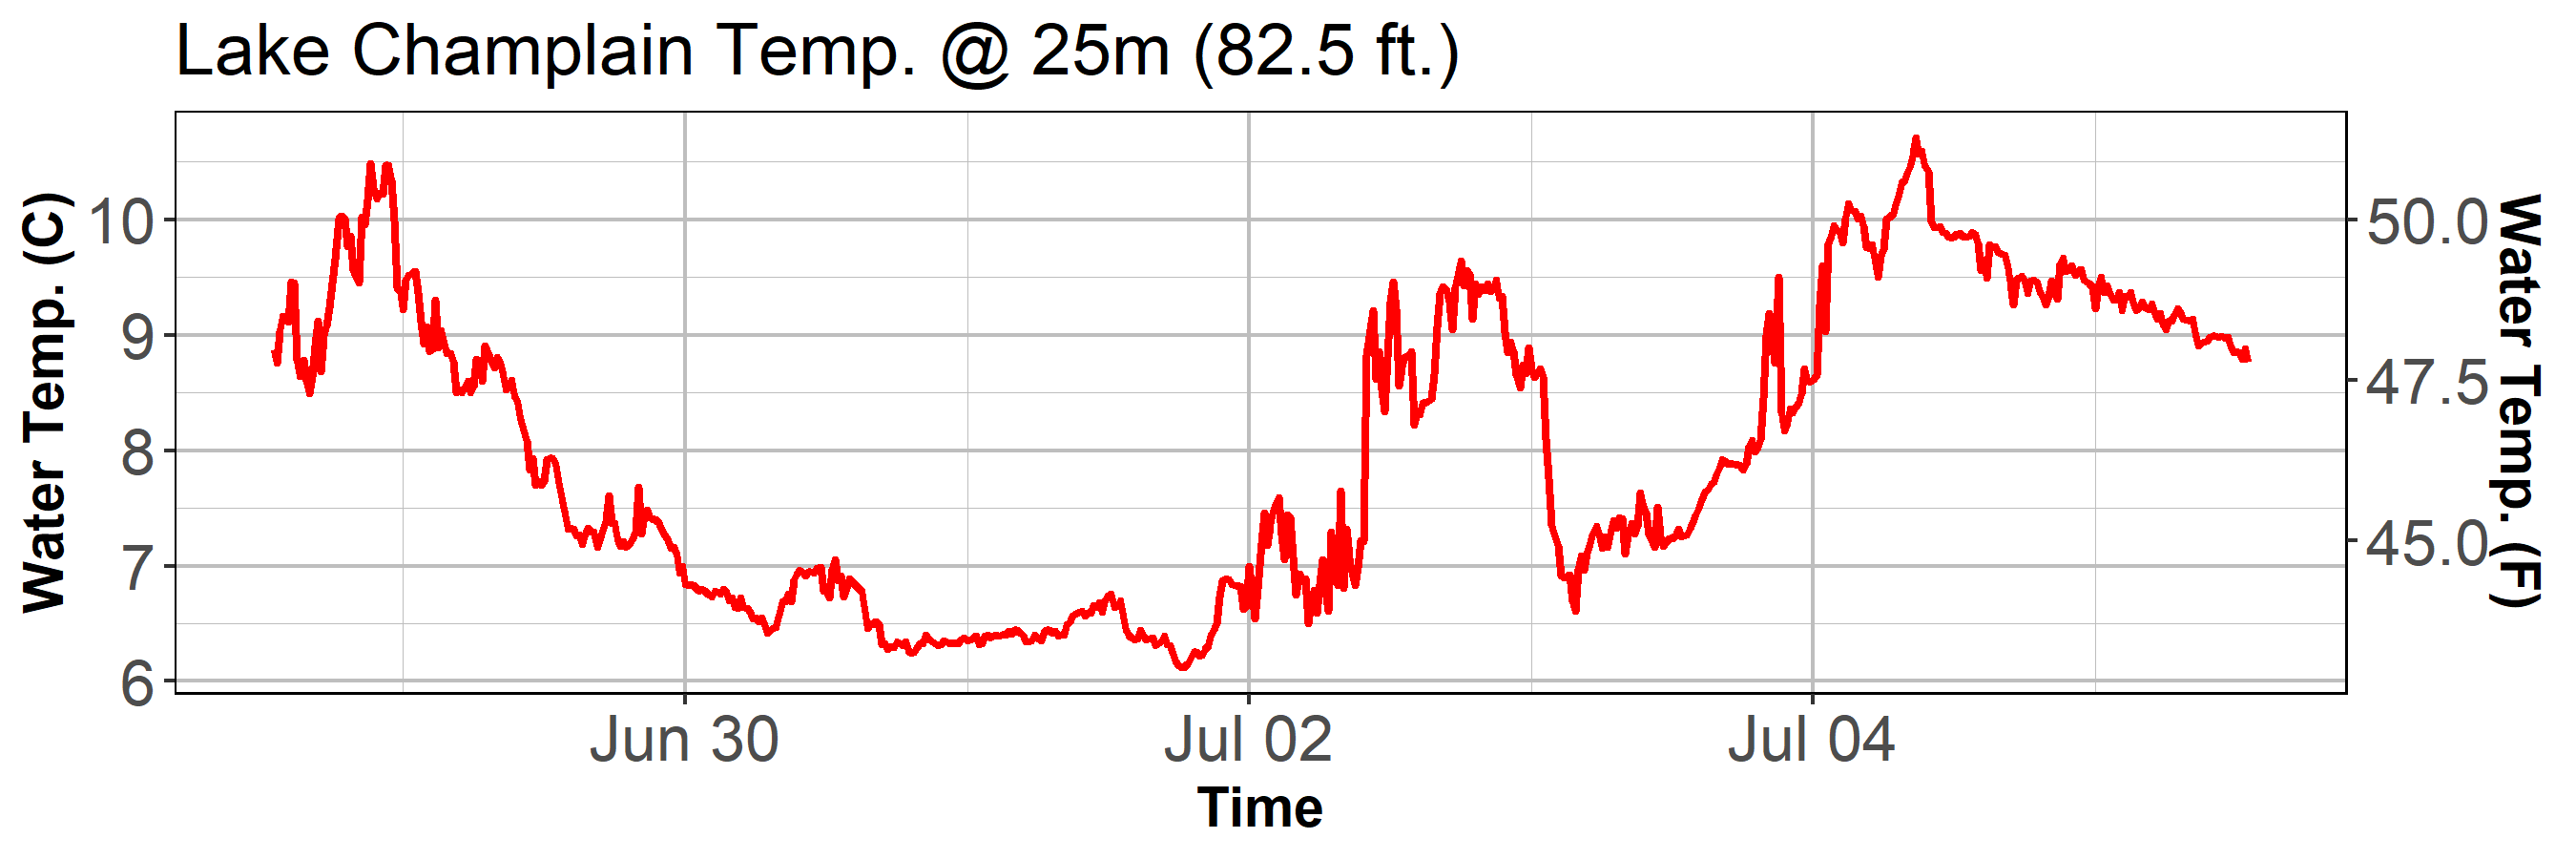 Lake Champlain Temp. @ 25m (82.5 ft.)
Water Temp. (C)
10
9
8
7
6
50.0
47.5
45.0
Water Temp. (F)
Jun 30
Jul 02
Jul 04
Time